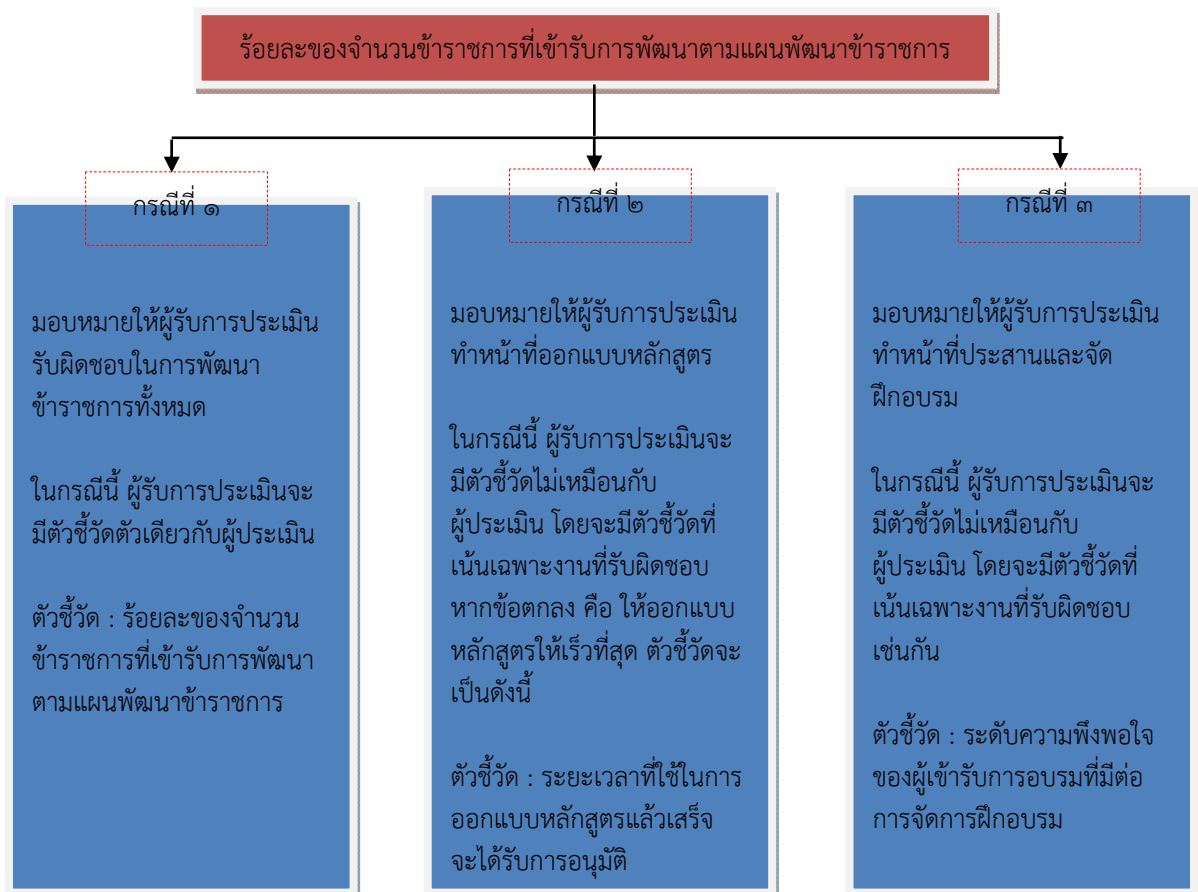 ร้อยละของจำนวนข้าราชการที่เข้ารับการพัฒนาตามแผนพัฒนาข้าราชการ
กรณีที่ ๑
มอบหมายให้ผู้รับการประเมิน
รับผิดชอบในการพัฒนา
ข้าราชการทั้งหมด
ในกรณีนี้ ผู้รับการประเมินจะ
มีตัวชี้วัดตัวเดียวกับผู้ประเมิน
ตัวชี้วัด : ร้อยละของจำนวน
ข้าราชการที่เข้ารับการพัฒนา
ตามแผนพัฒนาข้าราชการ
กรณีที่ ๒
มอบหมายให้ผู้รับการประเมิน
ทำหน้าที่ออกแบบหลักสูตร
ในกรณีนี้ ผู้รับการประเมินจะ
มีตัวชี้วัดไม่เหมือนกับ
ผู้ประเมิน โดยจะมีตัวชี้วัดที่
เน้นเฉพาะงานที่รับผิดชอบ
หากข้อตกลง คือ ให้ออกแบบ
หลักสูตรให้เร็วที่สุด ตัวชี้วัดจะ
เป็นดังนี้
ตัวชี้วัด : ระยะเวลาที่ใช้ในการ
ออกแบบหลักสูตรแล้วเสร็จ
จะได้รับการอนุมัติ
กรณีที่ ๓
มอบหมายให้ผู้รับการประเมิน
ทำหน้าที่ประสานและจัด
ฝึกอบรม
ในกรณีนี้ ผู้รับการประเมินจะ
มีตัวชี้วัดไม่เหมือนกับ
ผู้ประเมิน โดยจะมีตัวชี้วัดที่
เน้นเฉพาะงานที่รับผิดชอบ
เช่นกัน
ตัวชี้วัด : ระดับความพึงพอใจ
ของผู้เข้ารับการอบรมที่มีต่อ
การจัดการฝึกอบรม